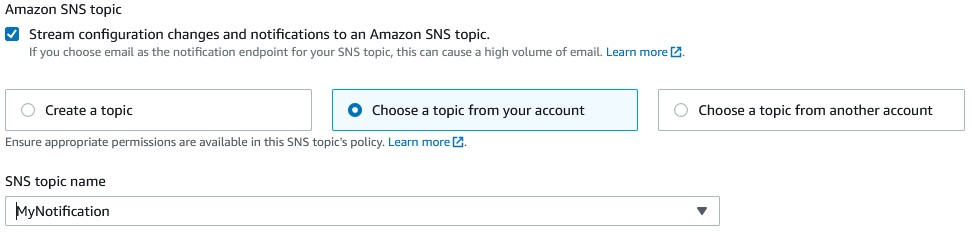 Amazon SNS topic
Stream configuration changes and notifications to an Amazon SNS topic.
If you choose email as the notification endpoint for your SNS topic, this can cause a high volume of email. Learn more.
Create a topic
Choose a topic from your account
Choose a topic from another account
Ensure appropriate permissions are available in this SNS topic's policy. Learn more.
SNS topic name
MyNotification